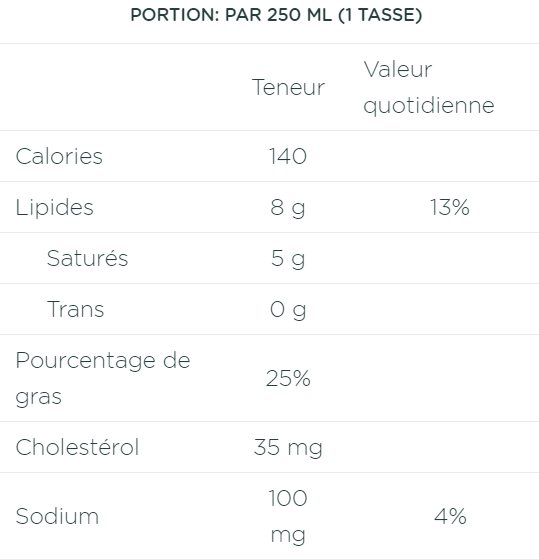 PORTION: PAR 250 ML (1 TASSE)
Teneur Valeur
quotidienne
Calories 140
Lipides 8 g 13%
Saturés 5 g
Trans 0 g
Pourcentage de
gras 25%
Cholestérol 35 mg
Sodium 100
mg 4%